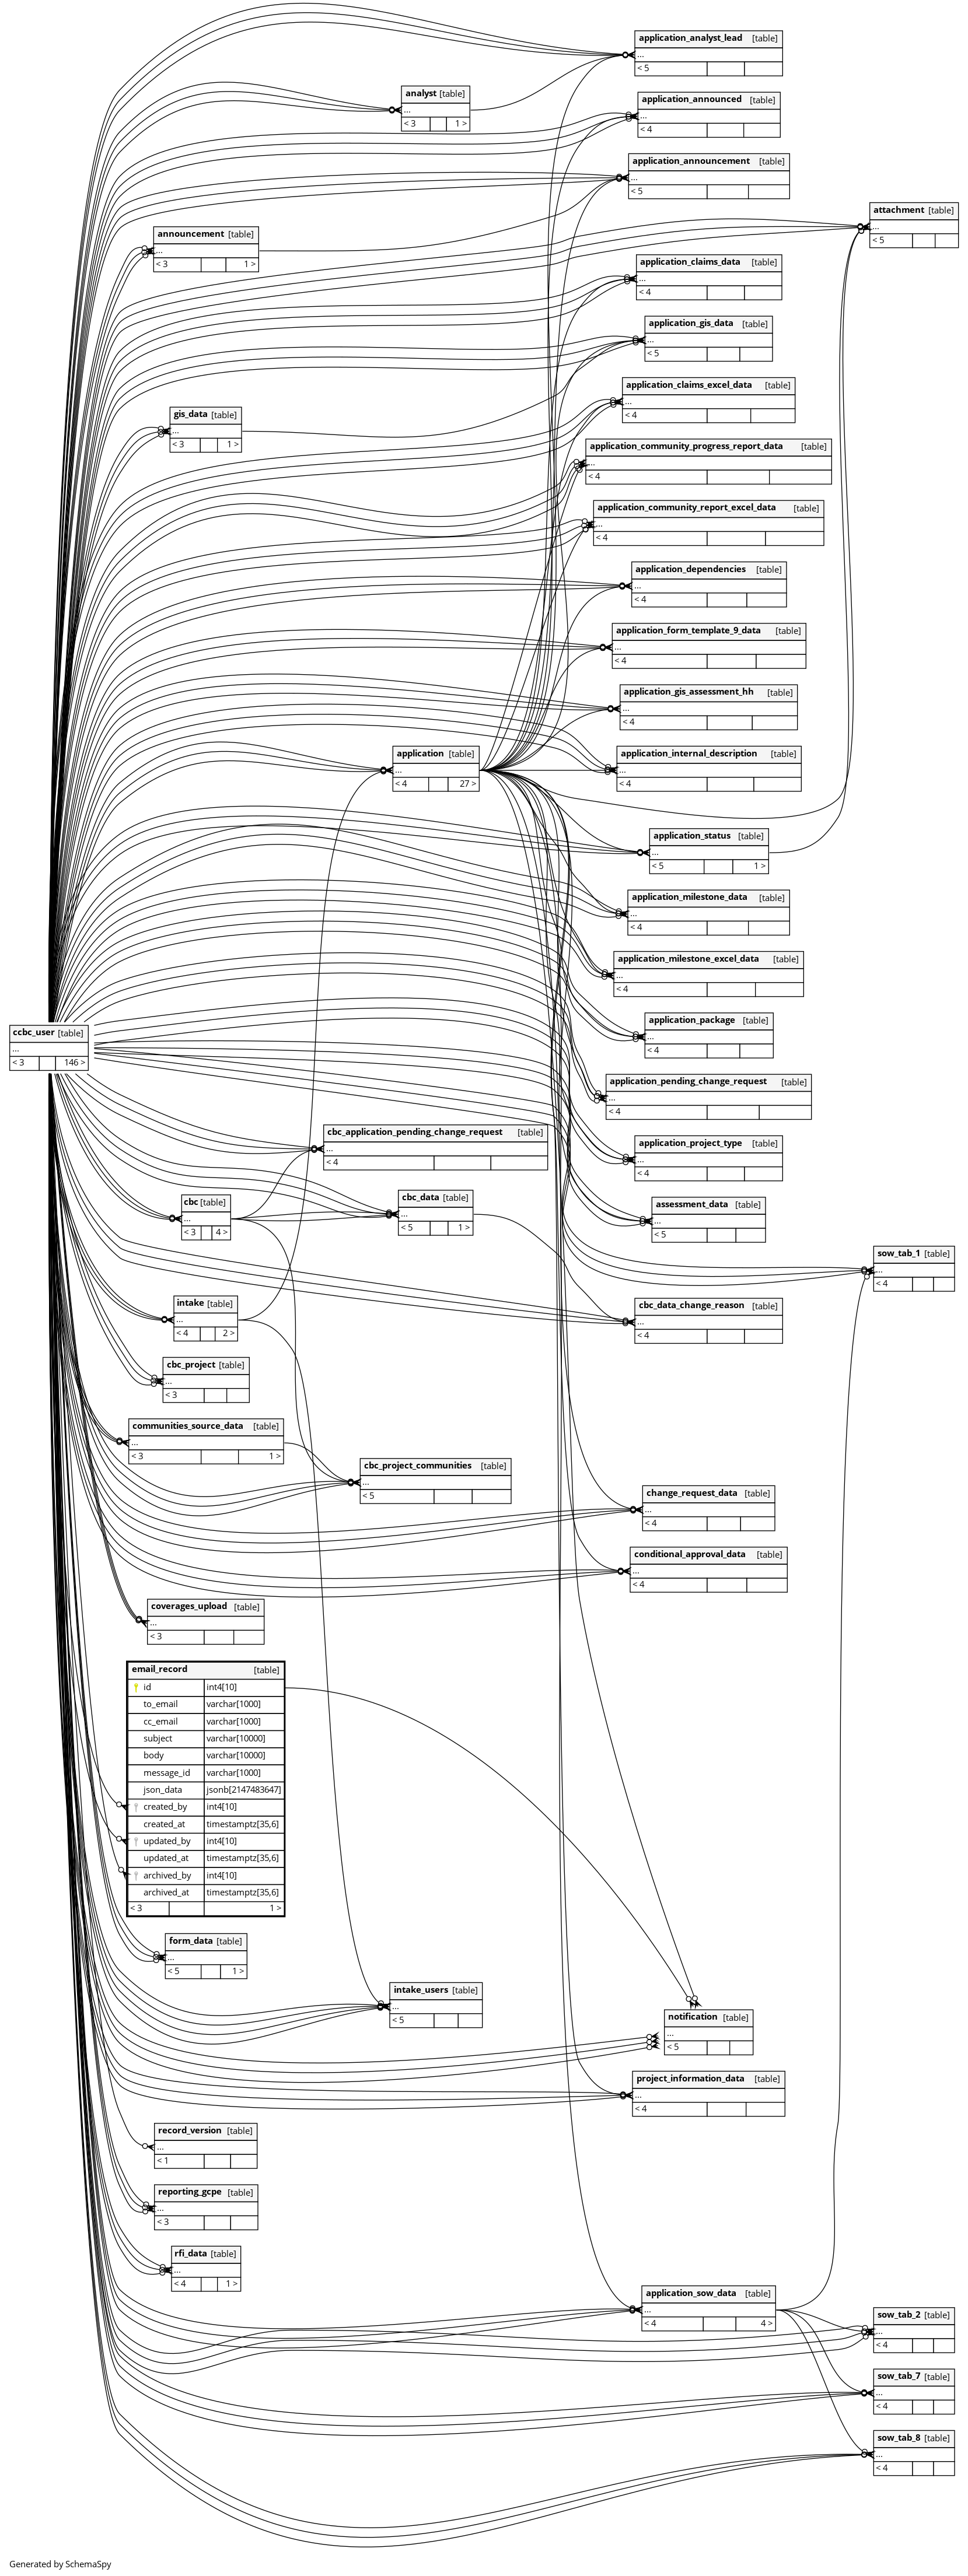 application_analyst_lead [table]
...
< 5
analyst [table]
...
< 3 1 >
application_announced [table]
...
< 4
application_announcement [table]
...
< 5
attachment [table]
...
< 5
announcement [table]
...
< 3 1 >
application_claims_data [table]
...
< 4
application_gis_data [table]
...
< 5
application_claims_excel_data [table]
...
< 4
gis_data [table]
...
< 3 1 >
application_community_progress_report_data [table]
...
< 4
application_community_report_excel_data [table]
...
< 4
application_dependencies [table]
...
< 4
application_form_template_9_data [table]
...
< 4
application_gis_assessment_hh [table]
...
< 4
application [table]
...
< 4 27 >
application_internal_description [table]
...
< 4
application_status [table]
...
< 5 1 >
application_milestone_data [table]
...
< 4
application_milestone_excel_data [table]
...
< 4
application_package [table]
...
< 4
ccbc_user [table]
...
< 3 146 >
application_pending_change_request [table]
...
< 4
cbc_application_pending_change_request [table]
...
< 4
application_project_type [table]
...
< 4
cbc [table]
...
< 3 4 >
cbc_data [table]
...
< 5 1 >
assessment_data [table]
...
< 5
sow_tab_1 [table]
...
< 4
intake [table]
...
< 4 2 >
cbc_data_change_reason [table]
...
< 4
cbc_project [table]
...
< 3
communities_source_data [table]
...
< 3 1 >
cbc_project_communities [table]
...
< 5
change_request_data [table]
...
< 4
conditional_approval_data [table]
...
< 4
coverages_upload [table]
...
< 3
email_record [table]
id int4[10]
to_email varchar[1000]
cc_email varchar[1000]
subject varchar[10000]
body varchar[10000]
message_id varchar[1000]
json_data jsonb[2147483647]
created_by int4[10]
created_at timestamptz[35,6]
updated_by int4[10]
updated_at timestamptz[35,6]
archived_by int4[10]
archived_at timestamptz[35,6]
< 3 1 >
form_data [table]
...
< 5 1 >
intake_users [table]
...
< 5
notification [table]
...
< 5
project_information_data [table]
...
< 4
record_version [table]
...
< 1
reporting_gcpe [table]
...
< 3
rfi_data [table]
...
< 4 1 >
application_sow_data [table]
...
< 4 4 >
sow_tab_2 [table]
...
< 4
sow_tab_7 [table]
...
< 4
sow_tab_8 [table]
...
< 4
Generated by SchemaSpy